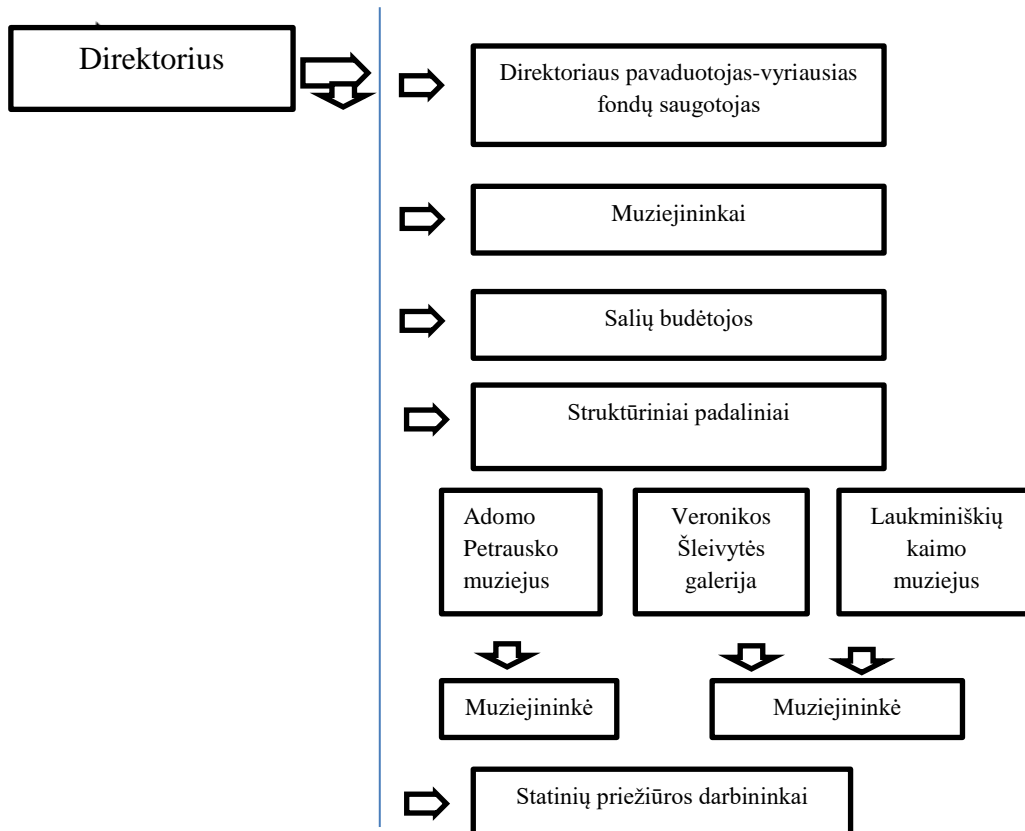 Direktorius
Direktoriaus pavaduotojas-vyriausias
fondų saugotojas
Muziejininkai
Salių budėtojos
Struktūriniai padaliniai
Adomo
Petrausko
muziejus
Veronikos
Šleivytės
galerija
Laukminiškių
kaimo
muziejus
Muziejininkė
Muziejininkė
Statinių priežiūros darbininkai